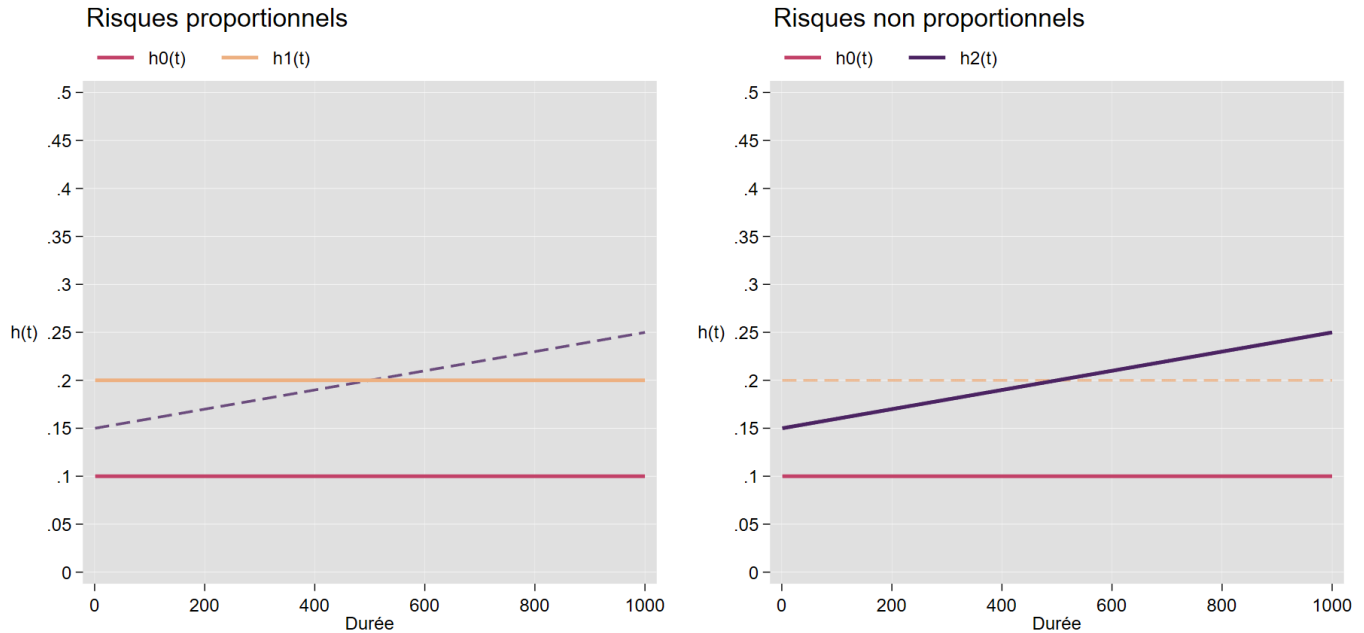 Risques proportionnels
h0(t) h1(t)
.5
.45
.4
.35
.3
h(t) .25
.2
.15
.1
.05
0
0 200 400 600 800 1000
Durée
Risques non proportionnels
h0(t) h2(t)
.5
.45
.4
.35
.3
h(t) .25
.2
.15
.1
.05
0
0 200 400 600 800 1000
Durée